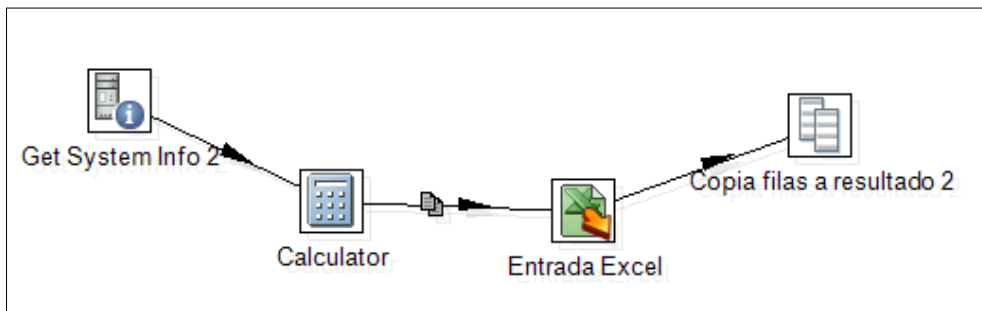 Get System Info 2
Calculator
Entrada Excel
Copia filas a resultado 2